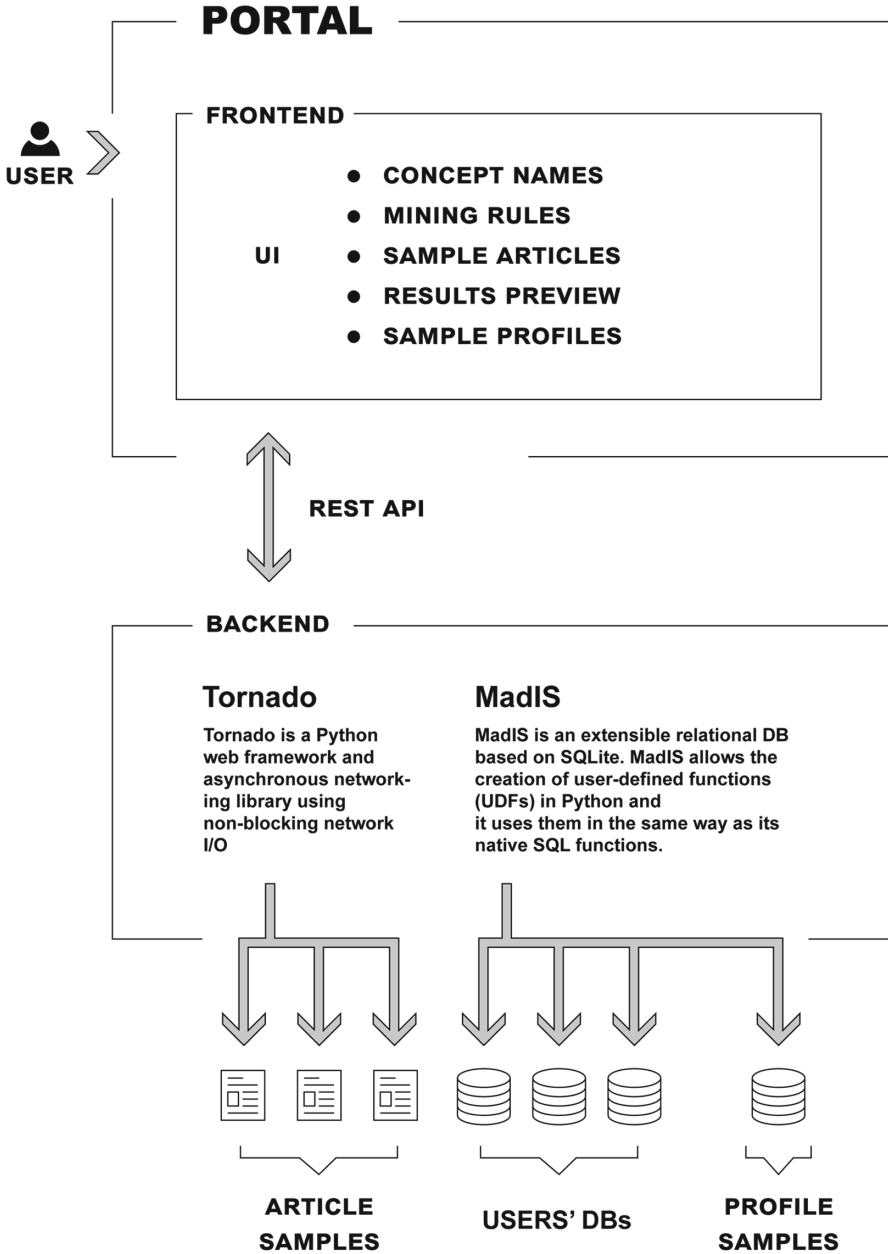 PORTAL
FRONTEND
USER
UI
CONCEPT NAMES
MINING RULES
SAMPLE ARTICLES
RESULTS PREVIEW
SAMPLE PROFILES
REST API
BACKEND
Tornado
Tornado is a Python
web framework and
asynchronous network-
ing library using
non-blocking network
I/O
MadIS
MadIS is an extensible relational DB
based on SQLite. MadIS allows the
creation of user-defined functions
(UDFs) in Python and
it uses them in the same way as its
native SQL functions.
ARTICLE
SAMPLES
USERS’ DBs
PROFILE
SAMPLES